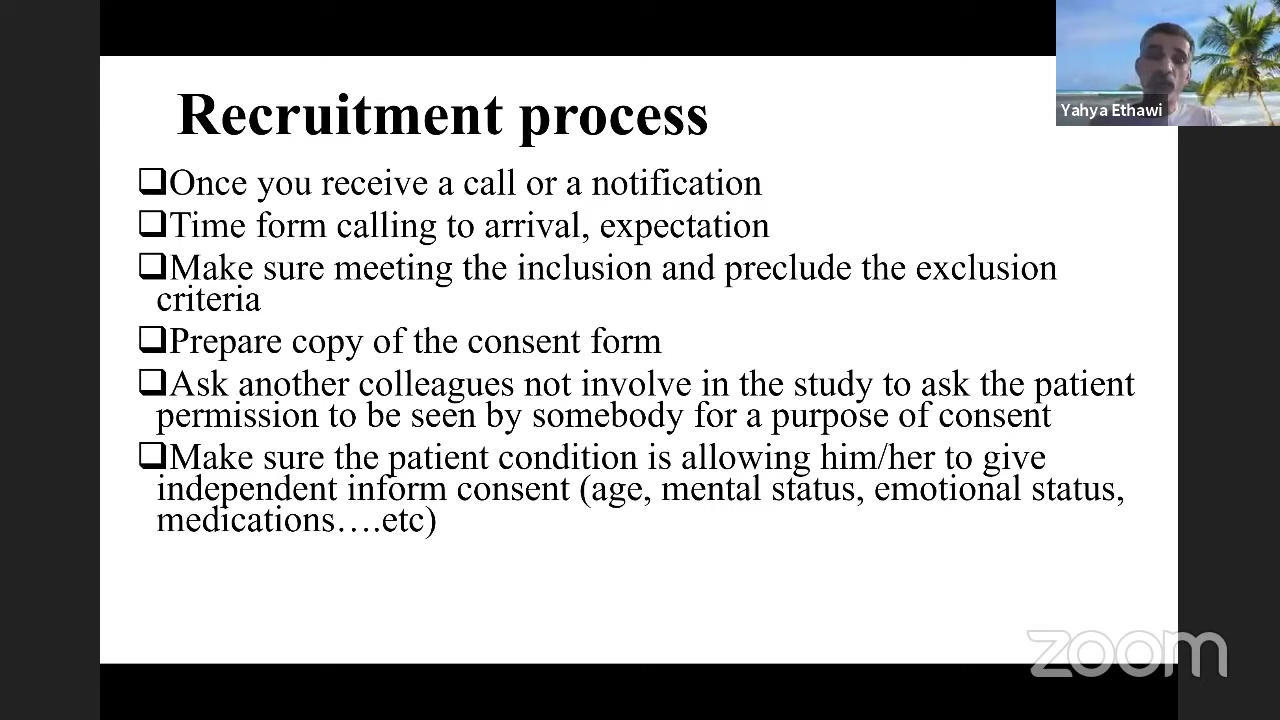 Recruitment process
❑Once you receive a call or a notification
❑Time form calling to arrival, expectation
❑Make sure meeting the inclusion and preclude the exclusion
criteria
❑Prepare copy of the consent form
❑Ask another colleagues not involve in the study to ask the patient
permission to be seen by somebody for a purpose of consent
❑Make sure the patient condition is allowing him/her to give
independent inform consent (age, mental status, emotional status,
medications….etc)
Yahya Ethawi
zoom